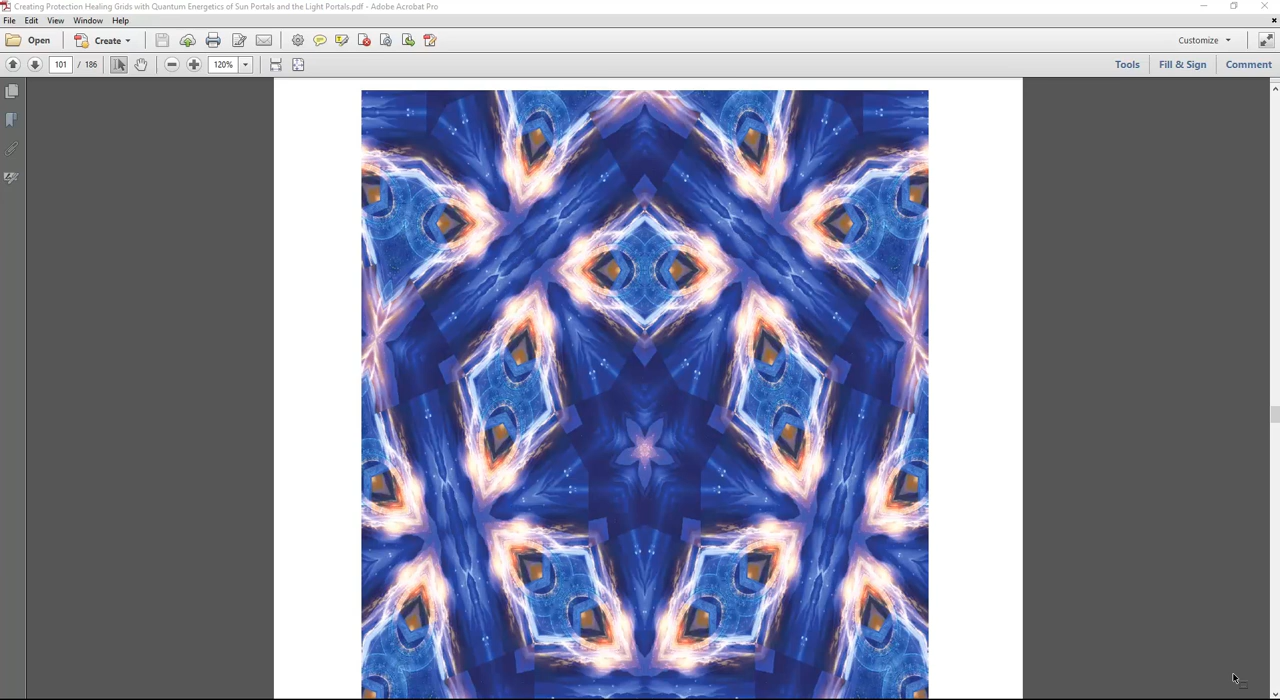 Creating Protection Healing Grids with Quantum Energetics of Sun Portals and the Light Portals.pdf - Adobe Acrobat Pro
File Edit View Window Help
Open Create Customize
101 / 186 120% Tools Fill & Sign Comment